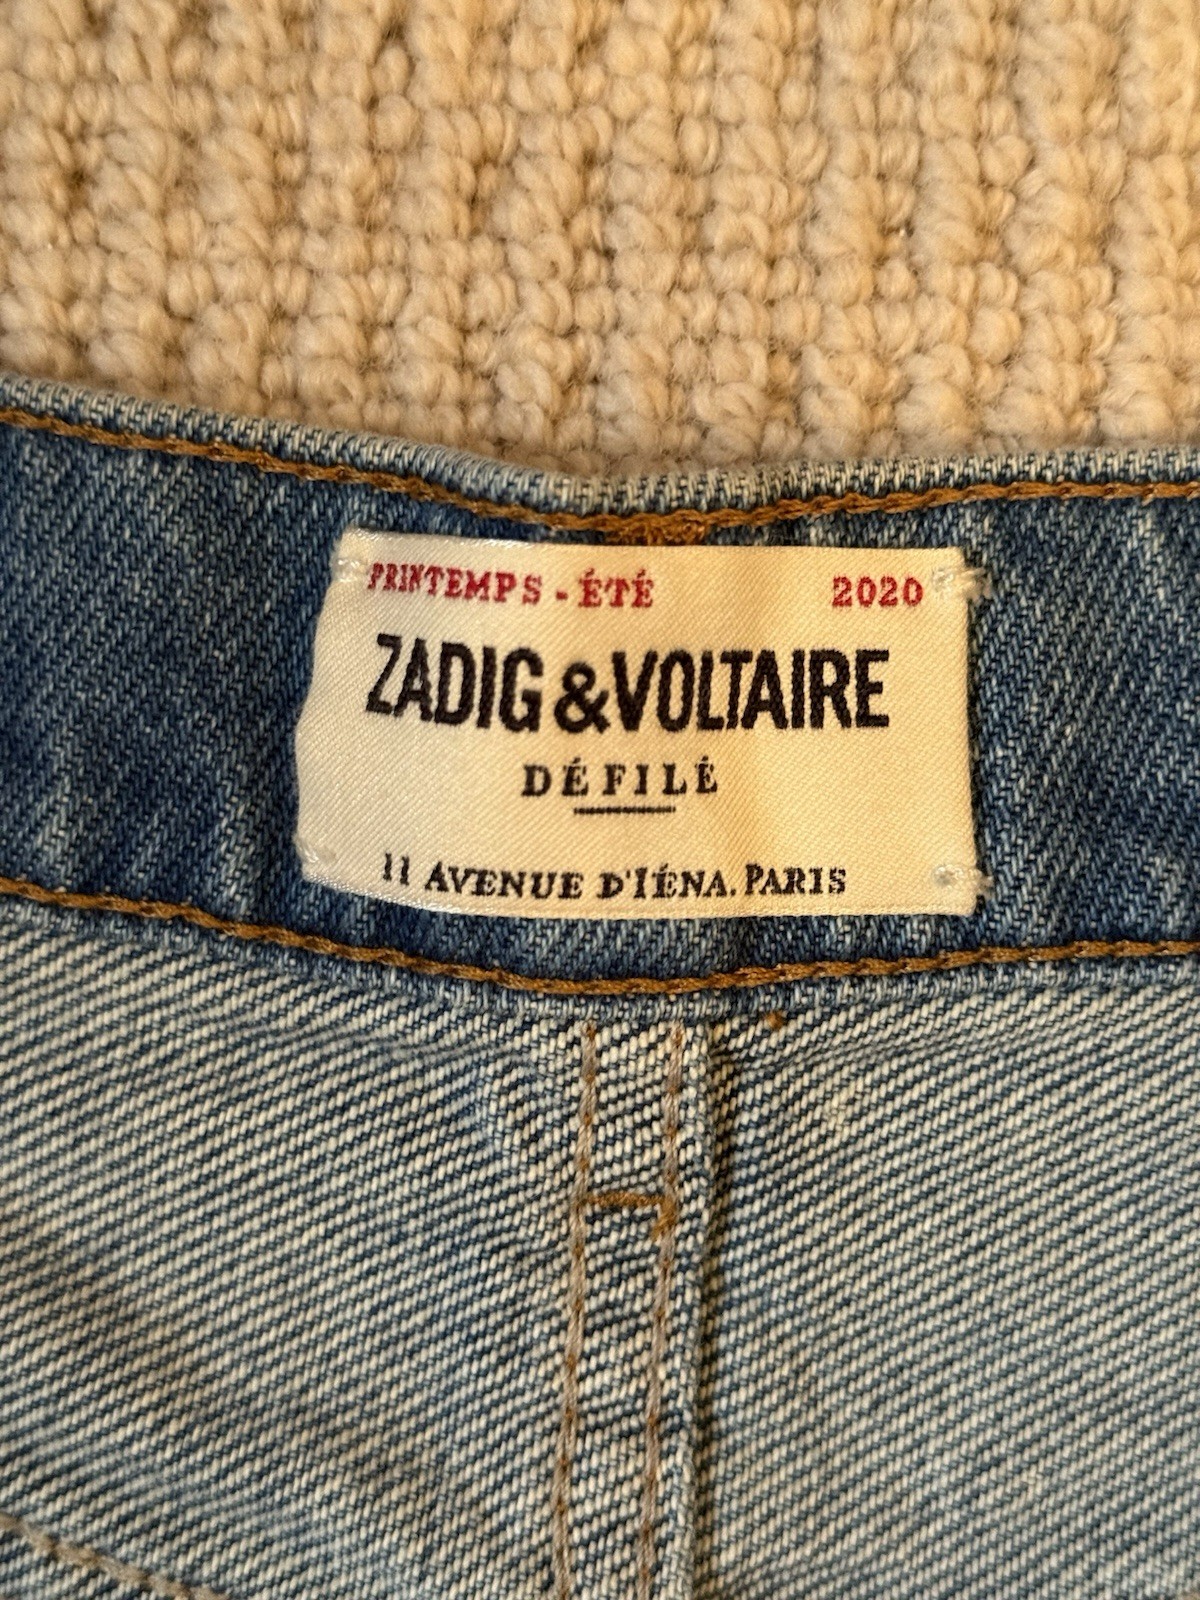 PRINTEMPS - ÉTÉ 2020
ZADIG & VOLTAIRE
DÉFILÉ
11 AVENUE D'IÉNA. PARIS